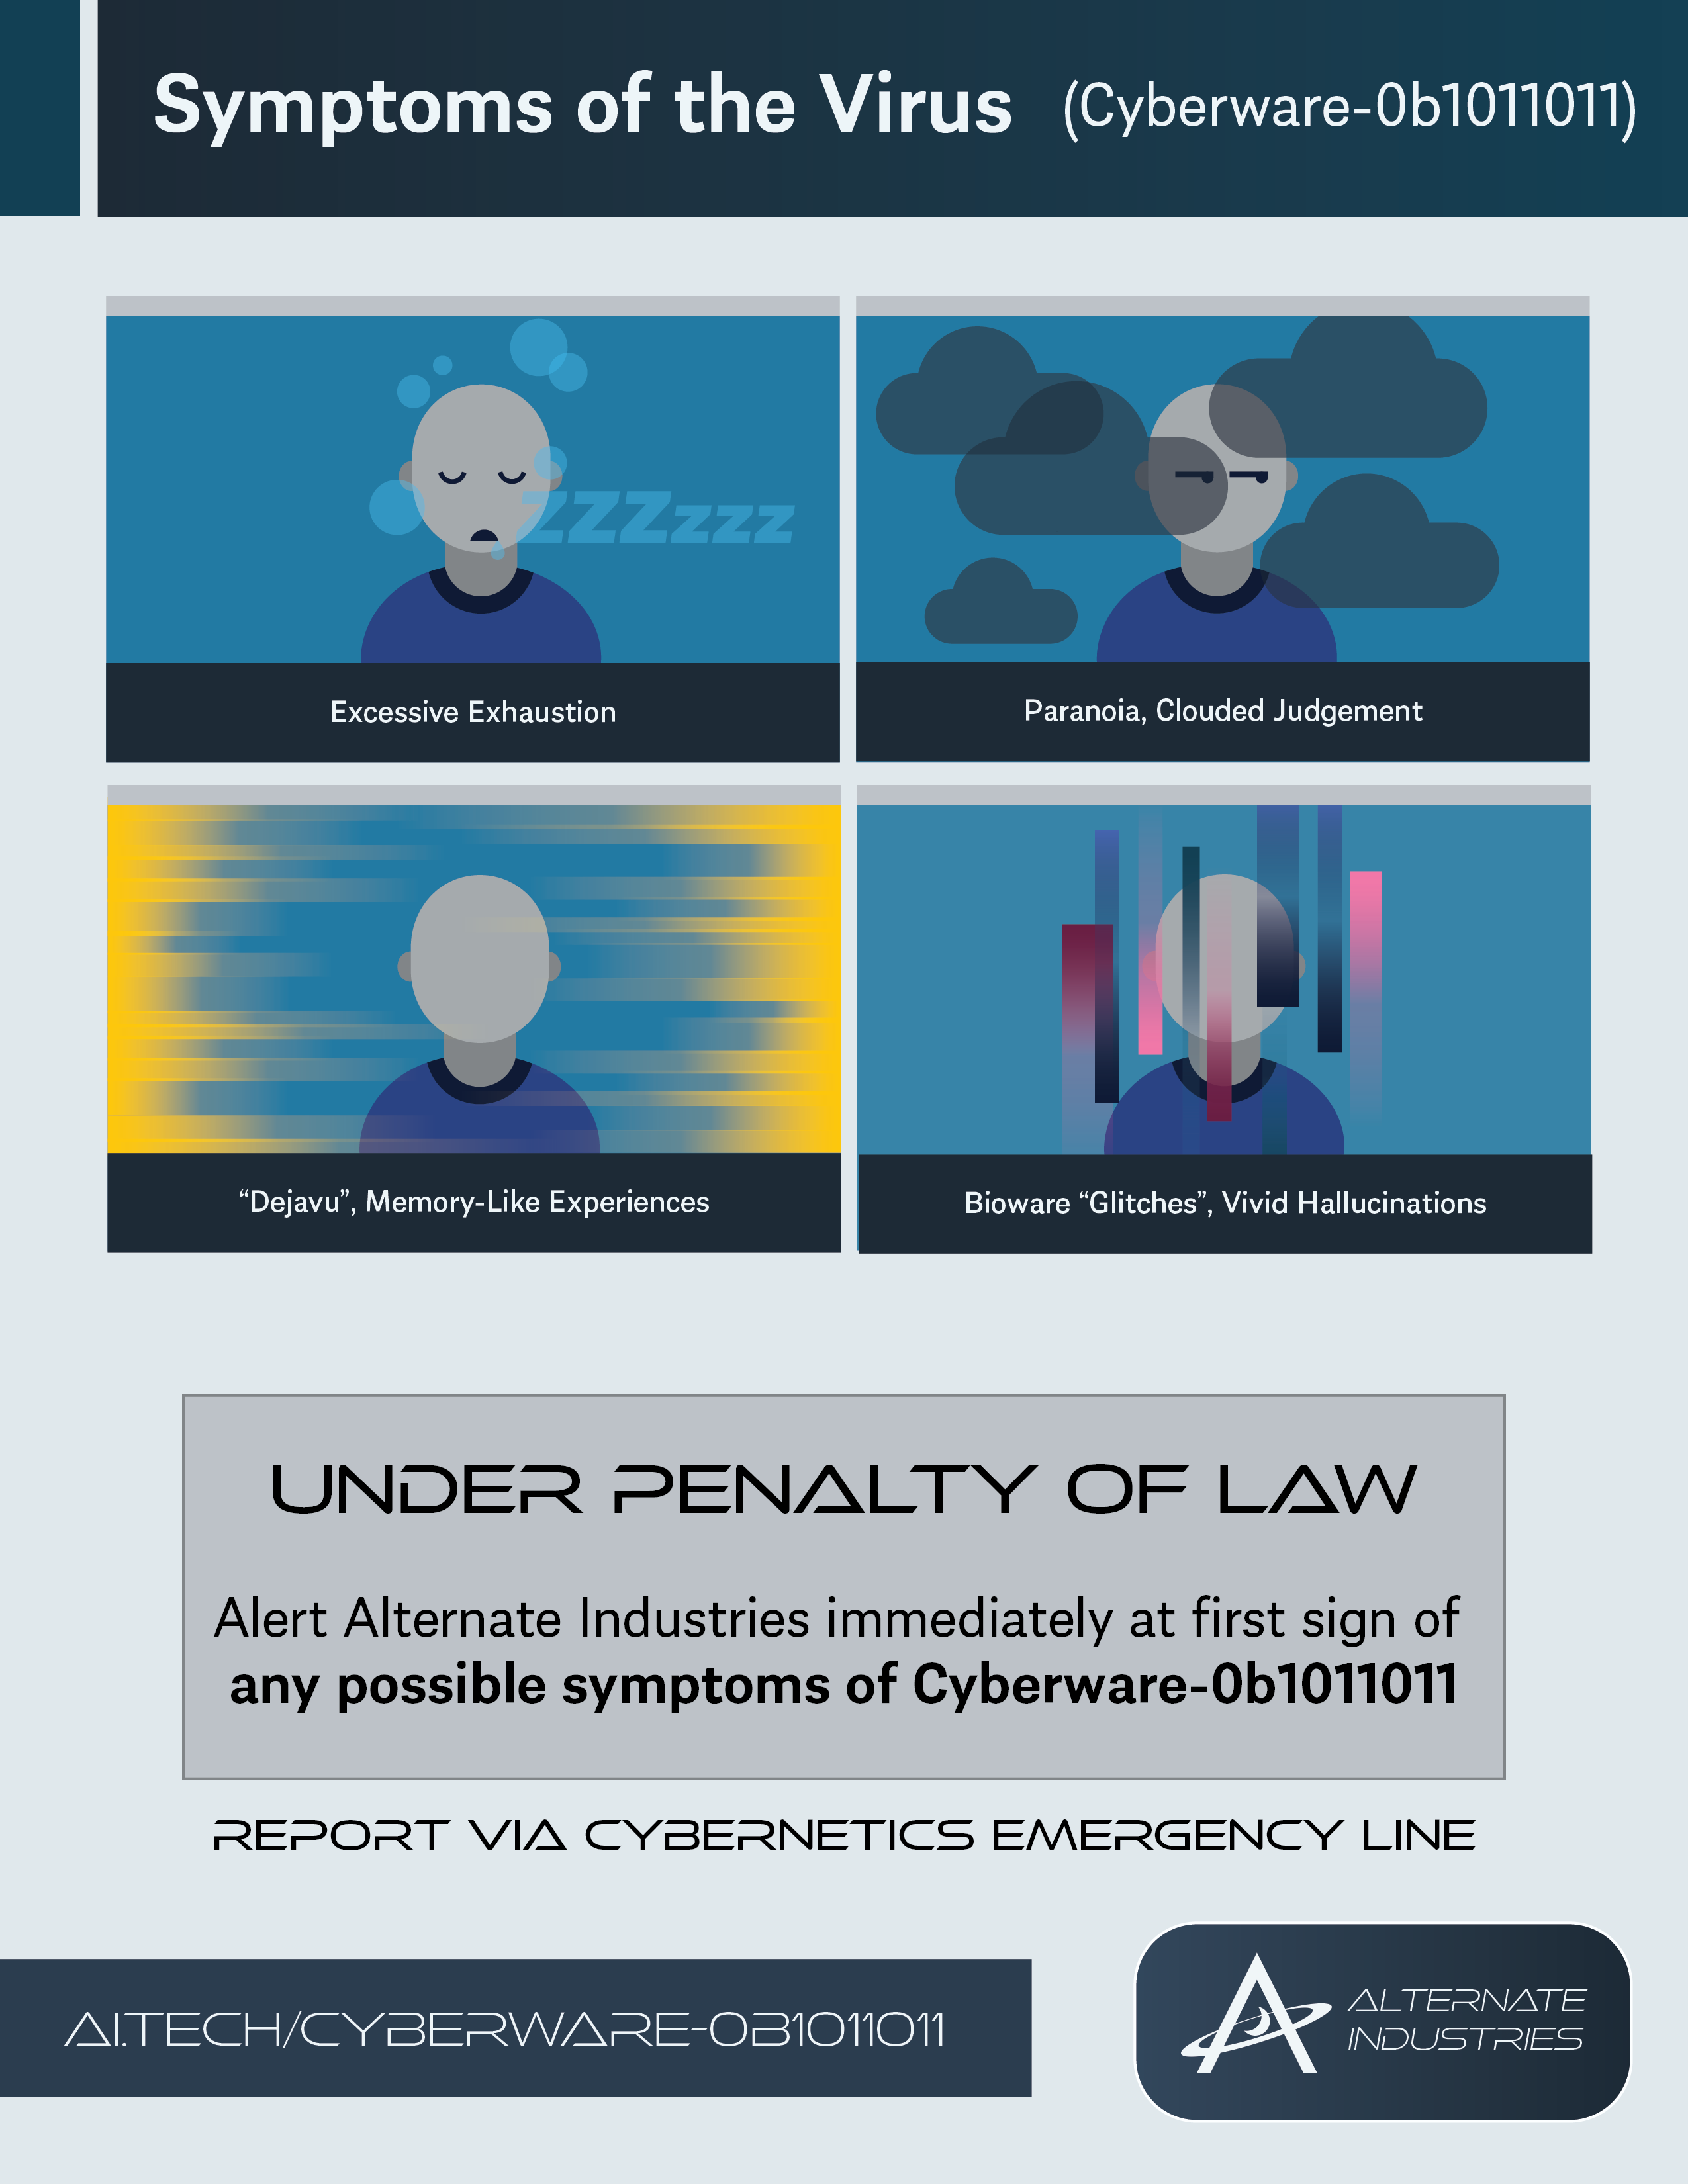 Symptoms of the Virus (Cyberware-0b1011011)
zzzzzz
Excessive Exhaustion
Paranoia, Clouded Judgement
“Dejavu”, Memory-Like Experiences
Bioware “Glitches”, Vivid Hallucinations
UNDER PENALTY OF LAW
Alert Alternate Industries immediately at first sign of
any possible symptoms of Cyberware-0b1011011
REPORT VIA CYBERNETICS EMERGENCY LINE
AI.TECH/CYBERWARE-0B1011011
ALTERNATE
INDUSTRIES